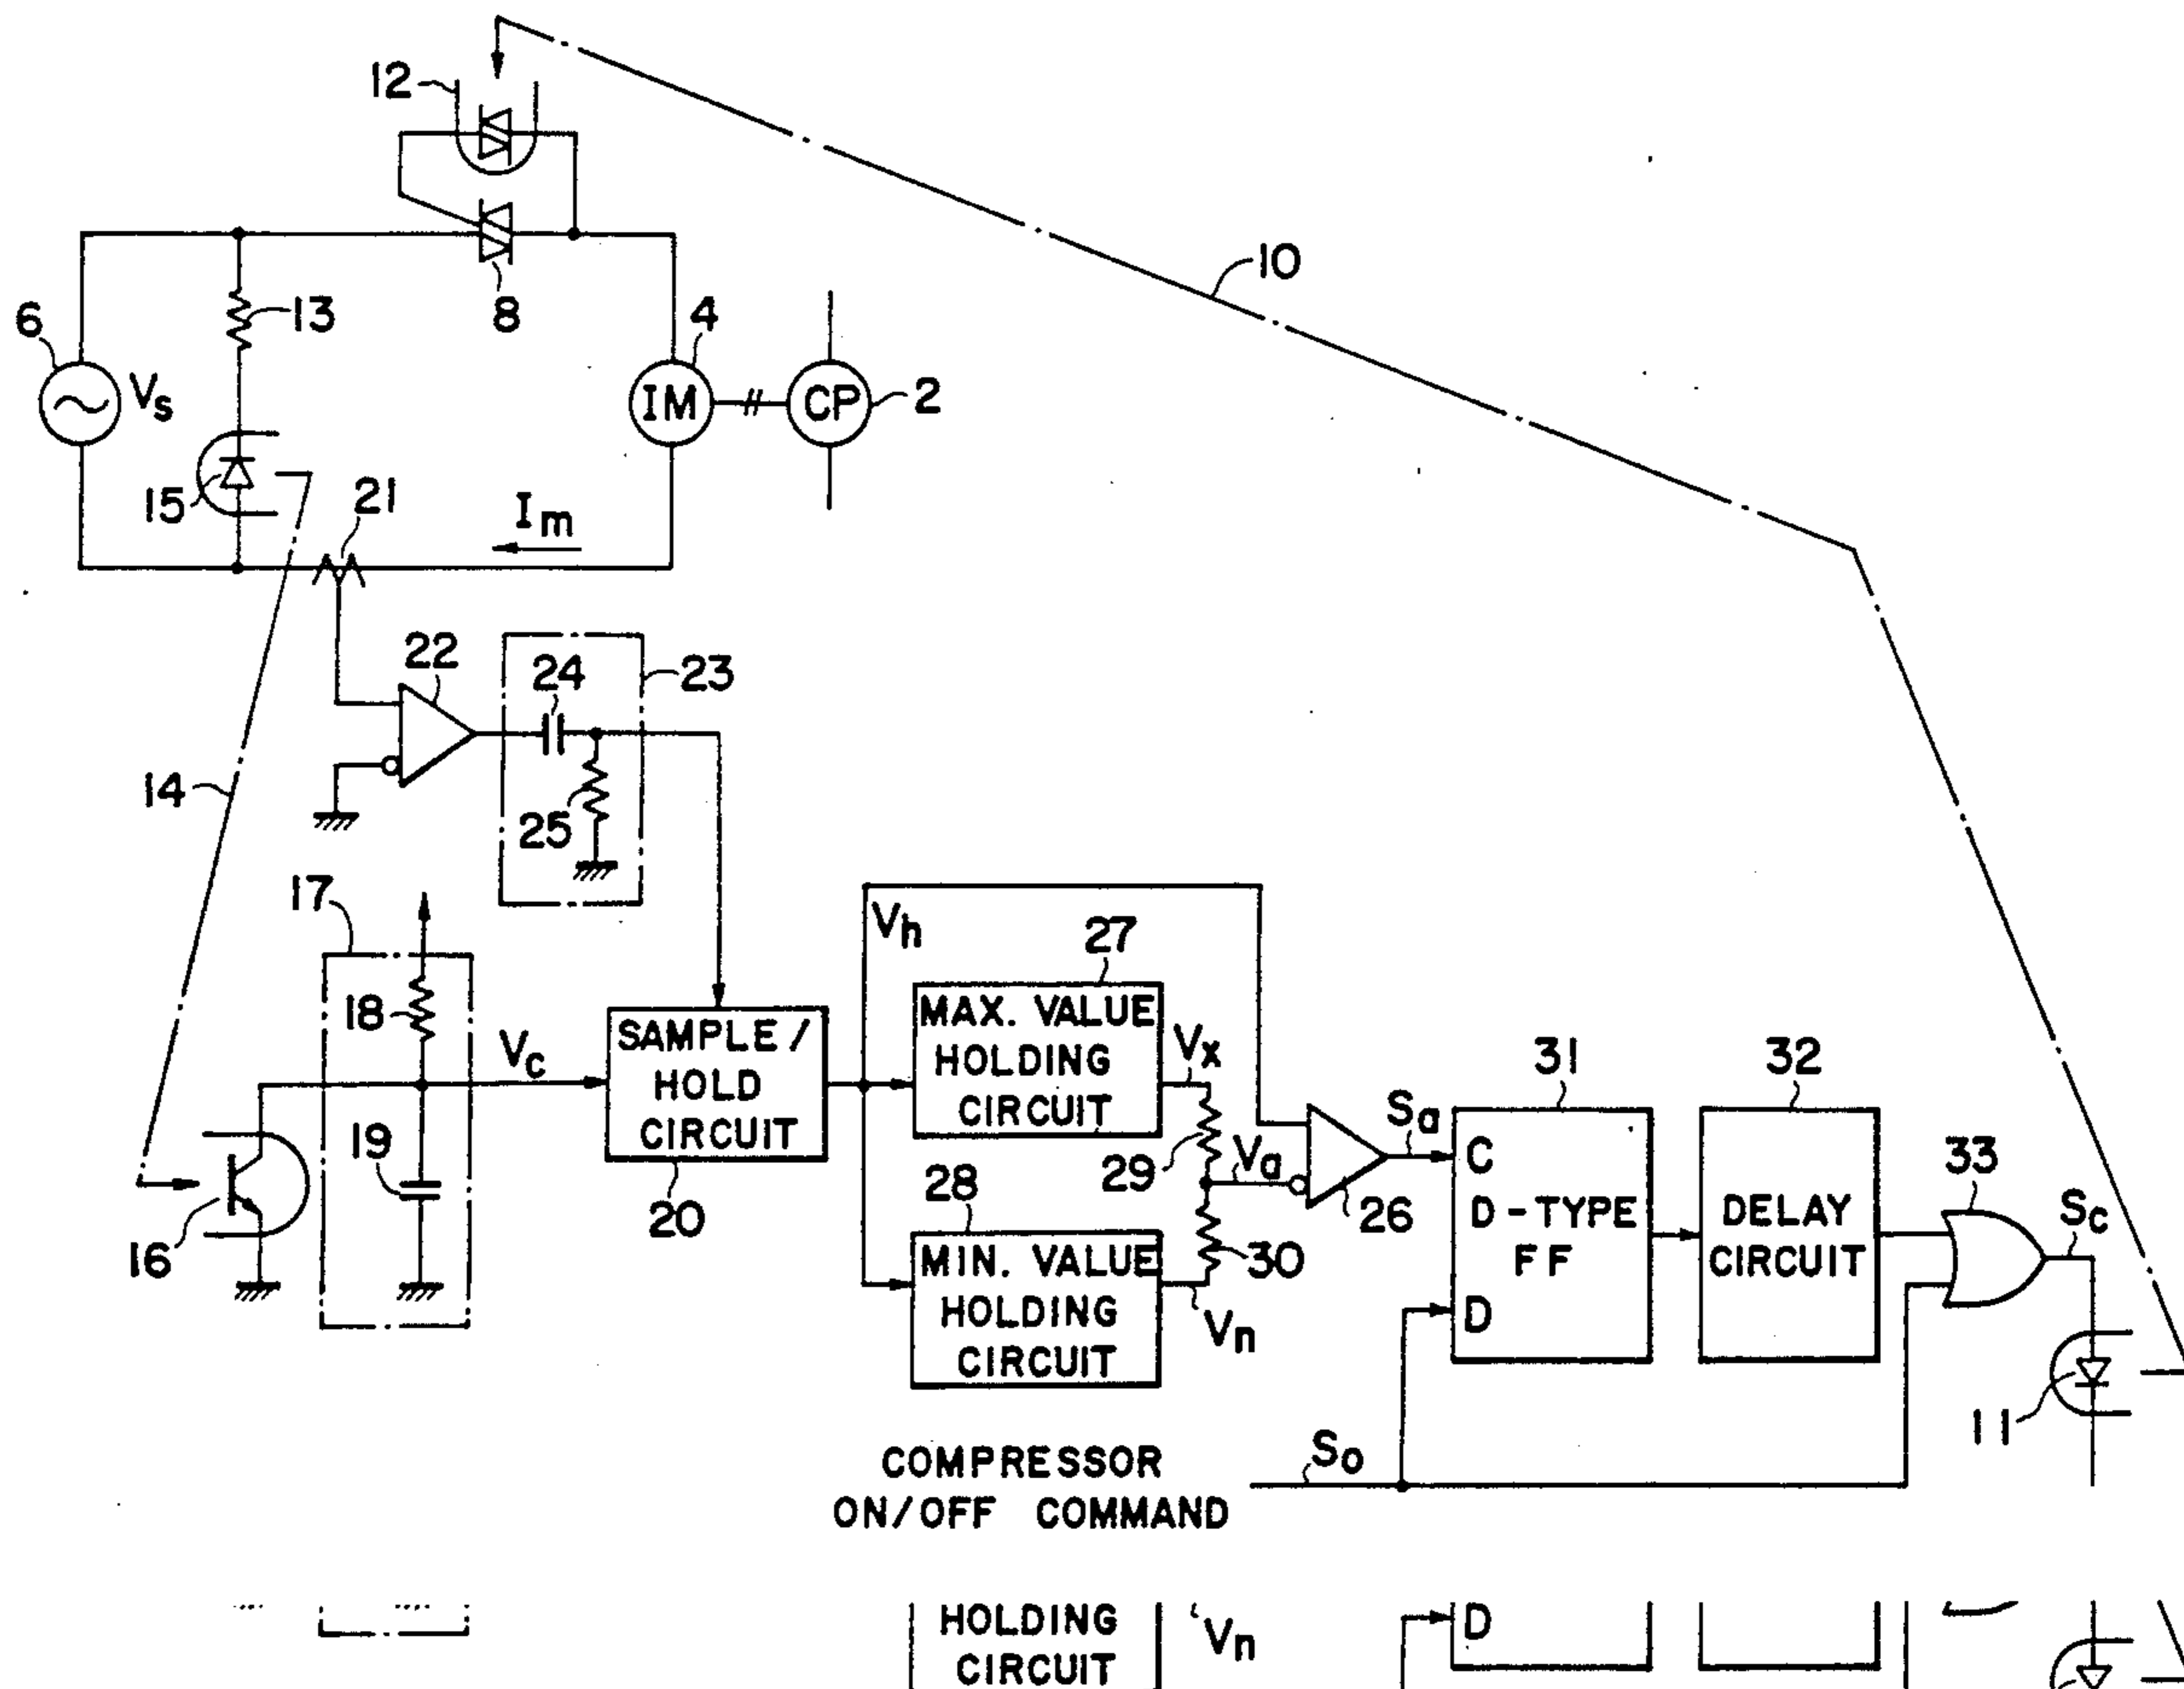 12
10
13
8
4
6
Vs
IM
CP
2
15
21
Im
22
24
23
14
25
17
Vh
27
18
Vc
SAMPLE /
HOLD
CIRCUIT
MAX. VALUE
HOLDING
CIRCUIT
Vx
31
32
19
29
Va
Sa
C
D-TYPE
FF
D
DELAY
CIRCUIT
33
Sc
16
20
28
26
MIN. VALUE
HOLDING
CIRCUIT
30
Vn
11
COMPRESSOR
ON/OFF COMMAND
So
HOLDING
CIRCUIT
Vn
D